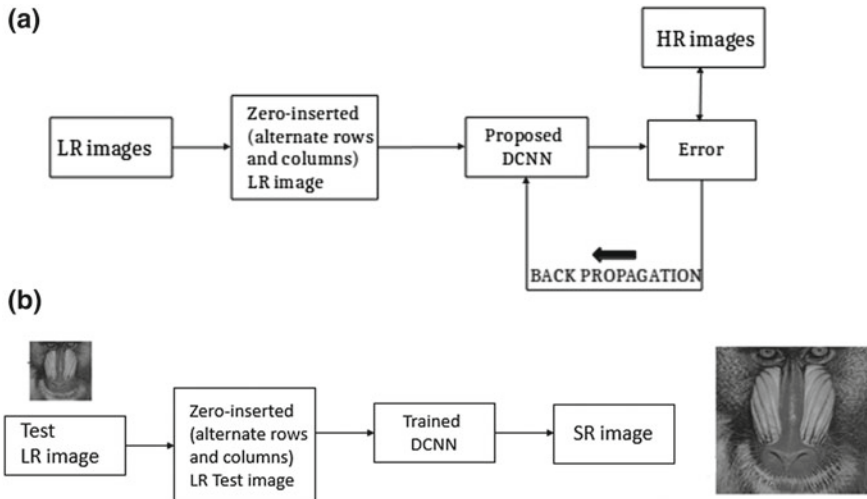 (a)
HR images
LR images
Zero-inserted
(alternate rows
and columns)
LR image
Proposed
DCNN
Error
BACK PROPAGATION
(b)
Test
LR image
Zero-inserted
(alternate rows
and columns)
LR Test image
Trained
DCNN
SR image